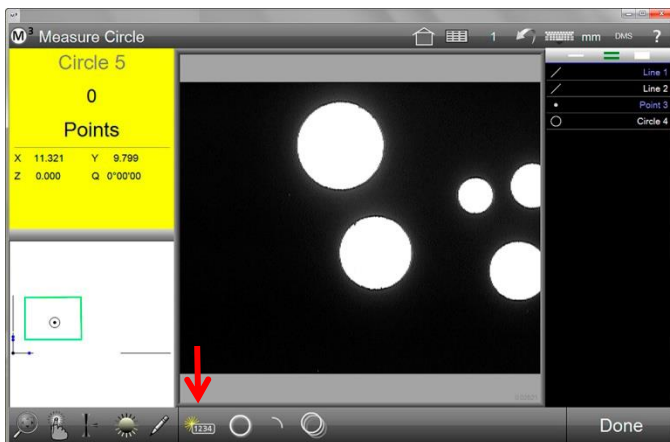 M³ Measure Circle
1
mm
DMS
?
Circle 5
0
Points
X 11.321 Y 9.799
Z 0.000 Q 0°00'00
Line 1
Line 2
Point 3
Circle 4
1234
Done